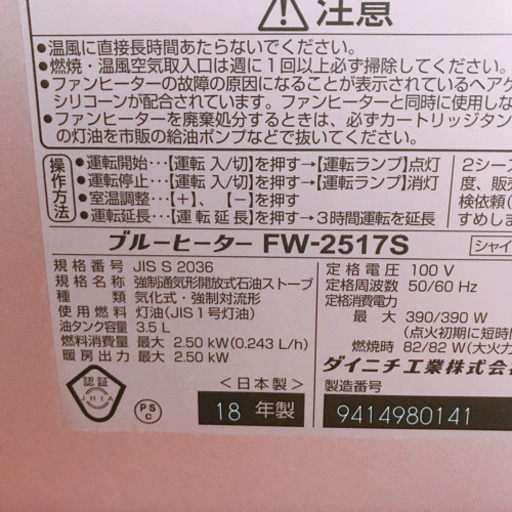 注意
●温風に直接長時間あたらないでください。
●燃焼・温風空気取入口は週に1回以上必ず掃除してください。
●ファンヒーターの故障の原因になることが表示されているヘアケ
シリコーンが配合されています。ファンヒーターと同時に使用しな
●ファンヒーターを廃棄処分するときは、必ずカートリッジタン
の灯油を市販の給油ポンプなどで抜いてください。
操作方法
●運転開始…【運転 入/切】を押す→【運転ランプ】点灯
●運転停止…【運転 入/切】を押す→【運転ランプ】消灯
●室温調整…【+】、【-】を押す
●運転延長…【運転延長】を押す→3時間運転を延長
2シーズ
度、販売
検依頼(
すめしま
ブルーヒーター FW-2517S
シャイ
規格番号 JIS S 2036
規格名称 強制通気形開放式石油ストーブ
種類 気化式・強制対流形
使用燃料 灯油(JIS1号灯油)
油タンク容量 3.5L
燃料消費量 最大 2.50 kW(0.243 L/h)
暖房出力 最大 2.50 kW
定格電圧 100 V
定格周波数 50/60 Hz
定格消費電力
最大 390/390 W
(点火初期に短時
燃焼時 82/82 W(大火力
認証
JHIA
PS
C
<日本製>
18 年製
ダイニチ工業株式会
製造番号
9414980141